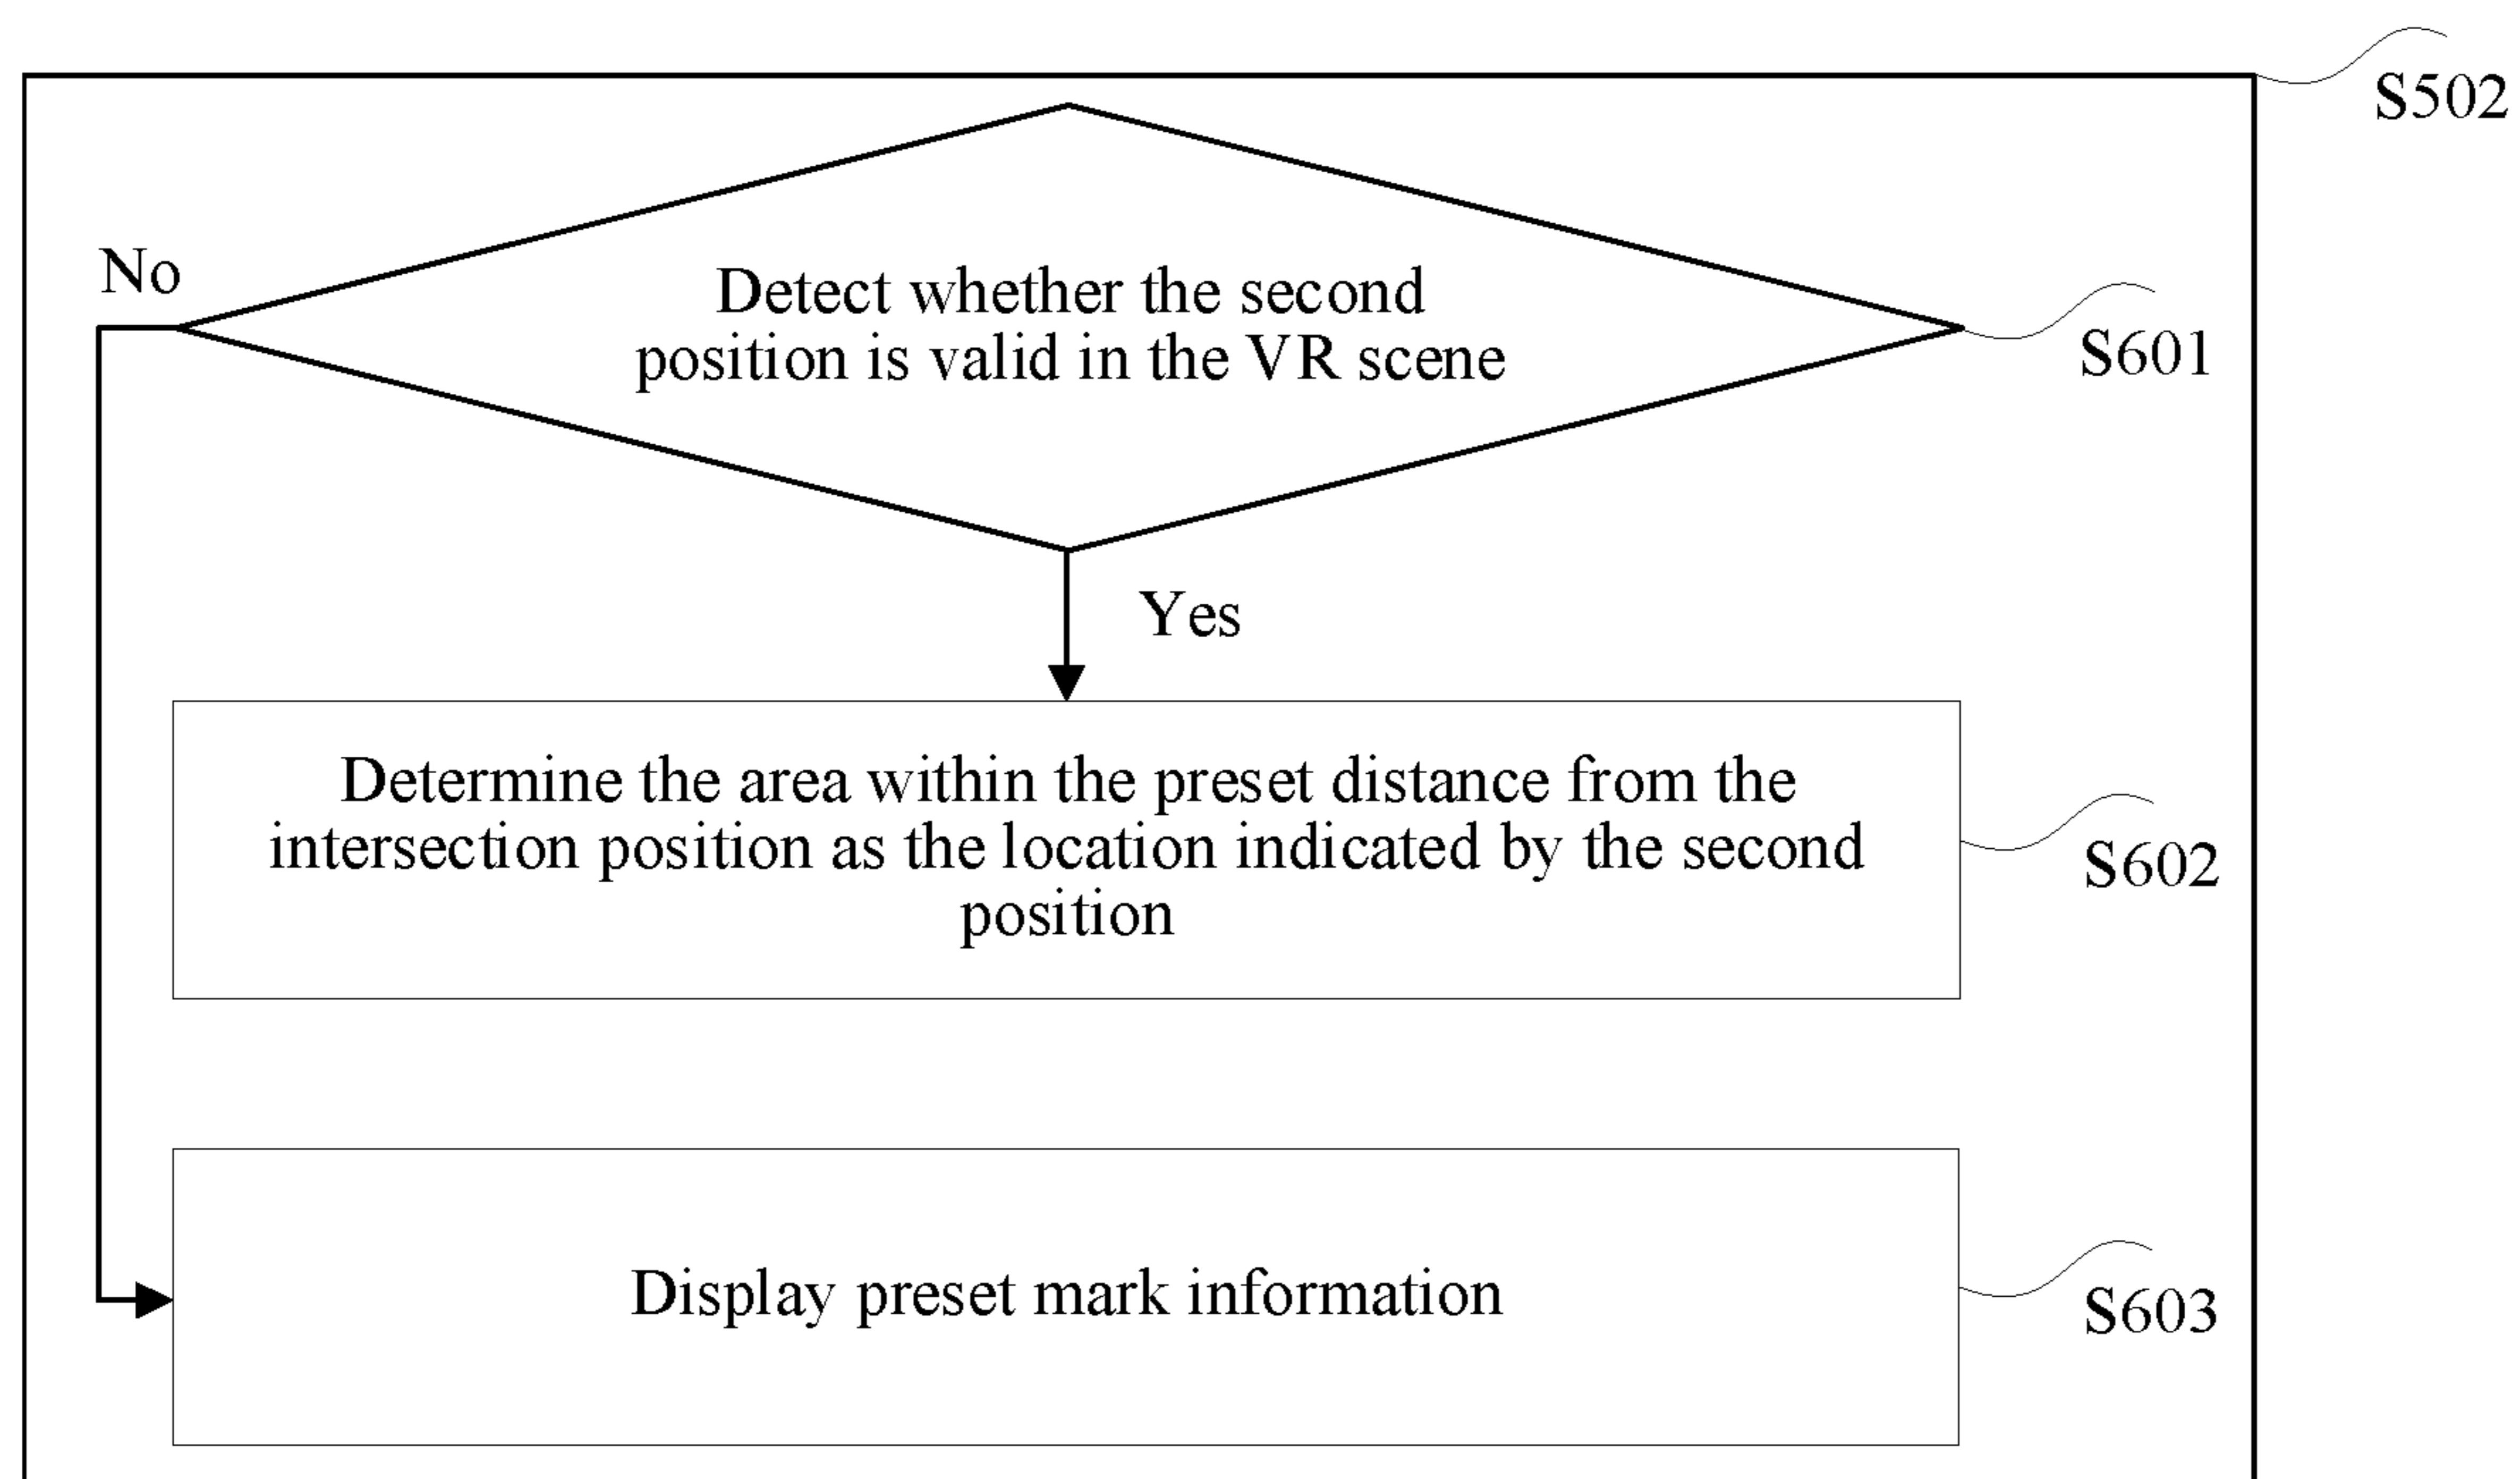 S502
No
Detect whether the second
position is valid in the VR scene
S601
Yes
Determine the area within the preset distance from the
intersection position as the location indicated by the second
position
S602
Display preset mark information
S603